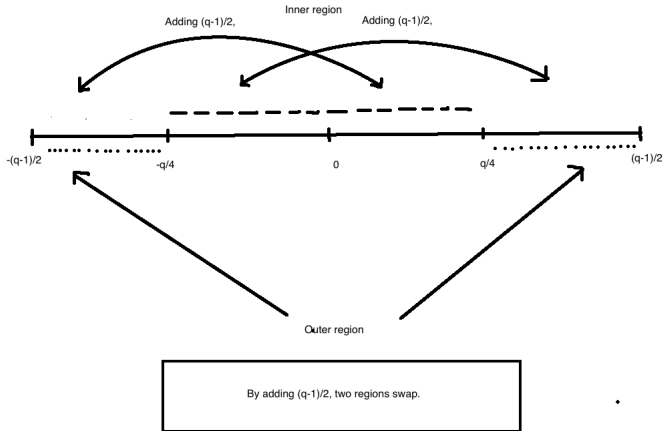 Inner region
Adding (q-1)/2,
Adding (q-1)/2,
-(q-1)/2
-q/4
0
q/4
(q-1)/2
Outer region
By adding (q-1)/2, two regions swap.